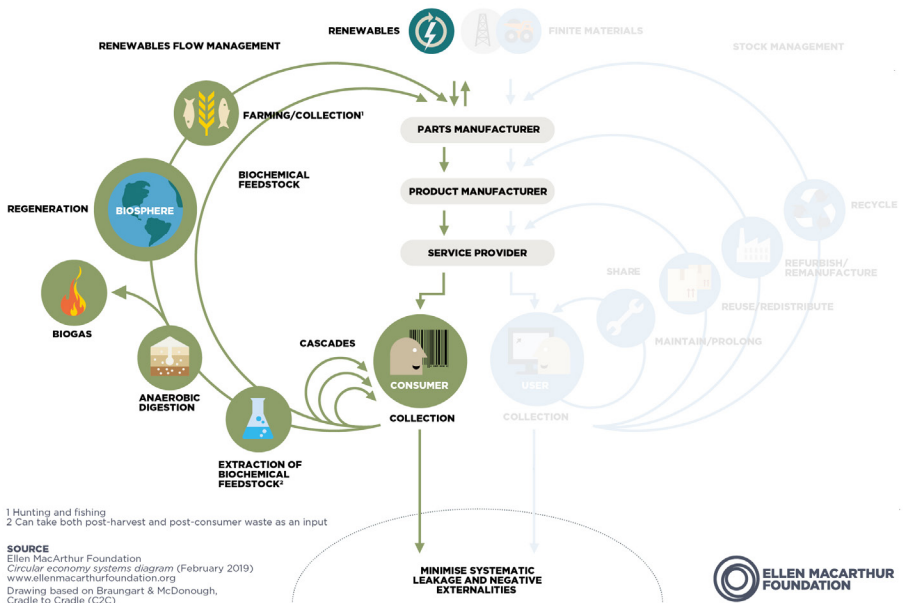 RENEWABLES
FINITE MATERIALS
RENEWABLES FLOW MANAGEMENT
STOCK MANAGEMENT
FARMING/COLLECTION¹
PARTS MANUFACTURER
BIOCHEMICAL
FEEDSTOCK
PRODUCT MANUFACTURER
REGENERATION
BIOSPHERE
RECYCLE
SERVICE PROVIDER
SHARE
REFURBISH/
REMANUFACTURE
REUSE/REDISTRIBUTE
BIOGAS
CASCADES
MAINTAIN/PROLONG
CONSUMER
USER
ANAEROBIC
DIGESTION
COLLECTION
COLLECTION
EXTRACTION OF
BIOCHEMICAL
FEEDSTOCK²
1 Hunting and fishing
2 Can take both post-harvest and post-consumer waste as an input
SOURCE
Ellen MacArthur Foundation
Circular economy systems diagram (February 2019)
www.ellenmacarthurfoundation.org
Drawing based on Braungart & McDonough,
Cradle to Cradle (C2C)
MINIMISE SYSTEMATIC
LEAKAGE AND NEGATIVE
EXTERNALITIES
ELLEN MACARTHUR
FOUNDATION